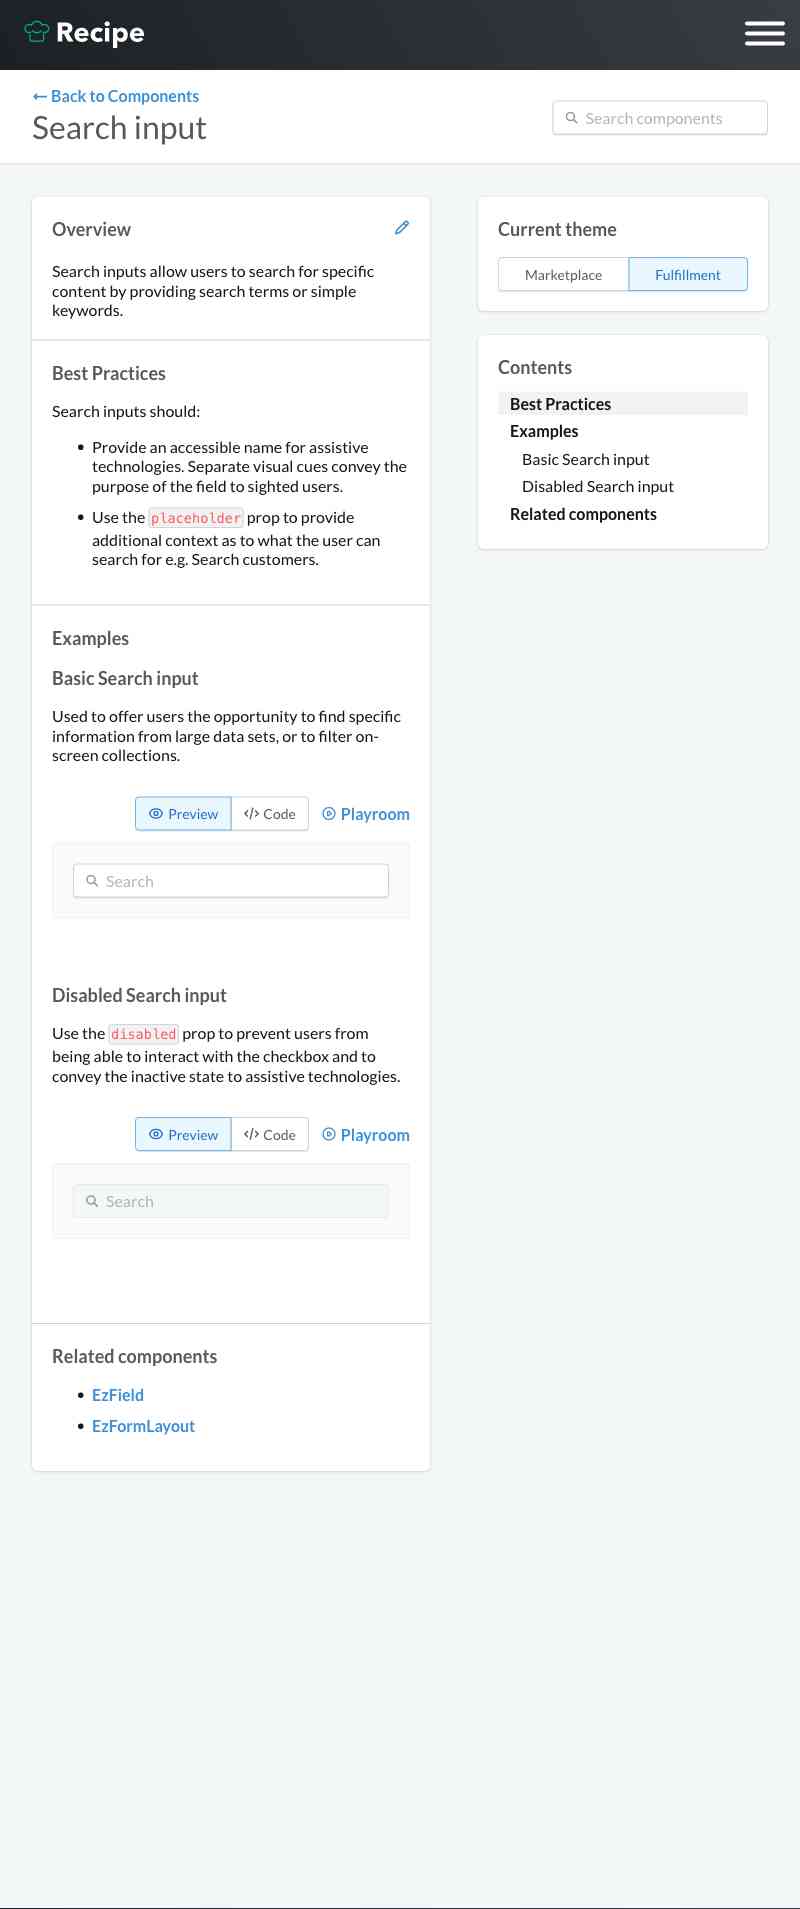 Recipe
← Back to Components
Search input
Search components
Overview
Search inputs allow users to search for specific
content by providing search terms or simple
keywords.
Best Practices
Search inputs should:
• Provide an accessible name for assistive
technologies. Separate visual cues convey the
purpose of the field to sighted users.
• Use the placeholder prop to provide
additional context as to what the user can
search for e.g. Search customers.
Examples
Basic Search input
Used to offer users the opportunity to find specific
information from large data sets, or to filter on-
screen collections.
Preview </> Code Playroom
Search
Disabled Search input
Use the disabled prop to prevent users from
being able to interact with the checkbox and to
convey the inactive state to assistive technologies.
Preview </> Code Playroom
Search
Related components
• EzField
• EzFormLayout
Current theme
Marketplace Fulfillment
Contents
Best Practices
Examples
Basic Search input
Disabled Search input
Related components